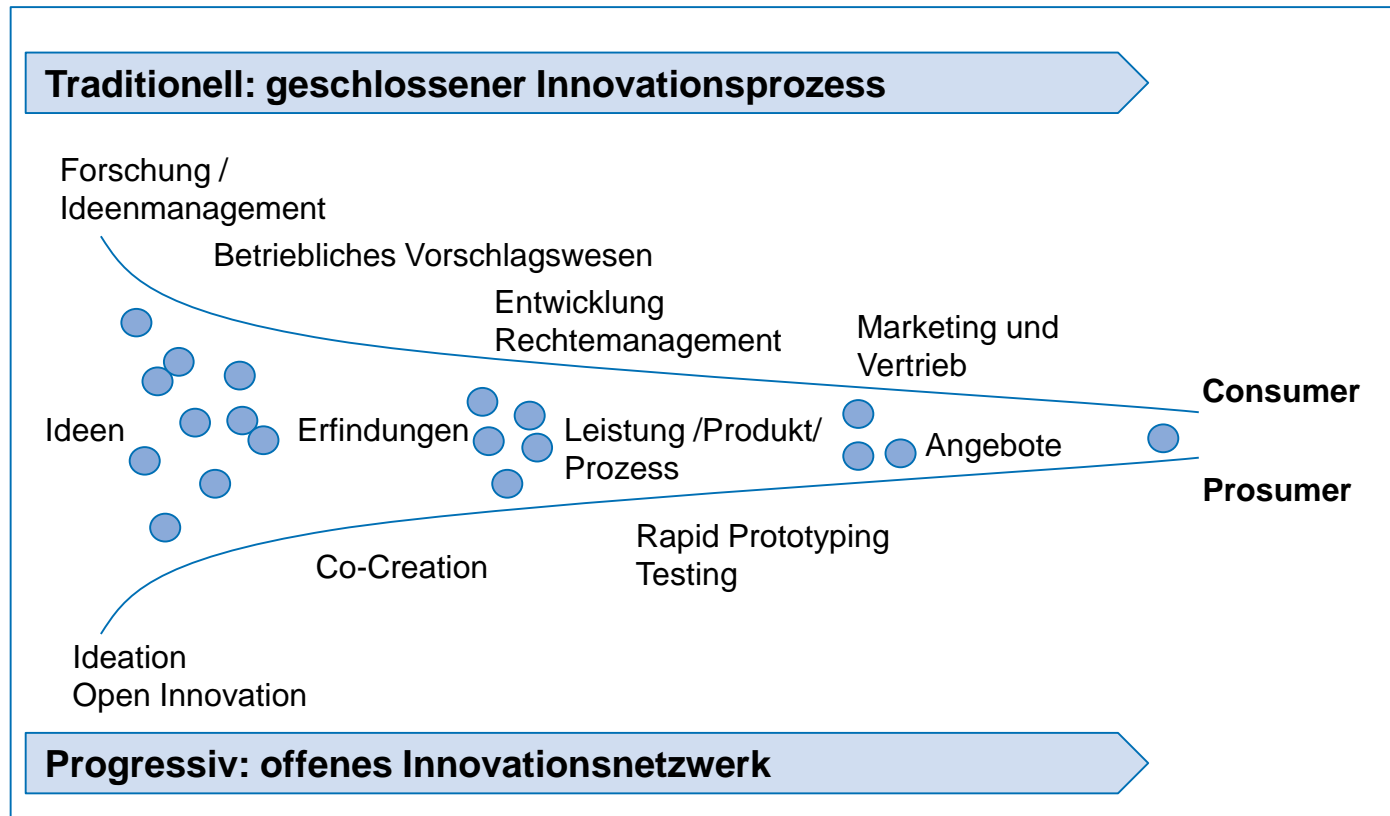 Traditionell: geschlossener Innovationsprozess
Forschung /
Ideenmanagement
Betriebliches Vorschlagswesen
Entwicklung
Rechtemanagement
Marketing und
Vertrieb
Consumer
Ideen
Erfindungen
Leistung /Produkt/
Prozess
Angebote
Prosumer
Co-Creation
Rapid Prototyping
Testing
Ideation
Open Innovation
Progressiv: offenes Innovationsnetzwerk